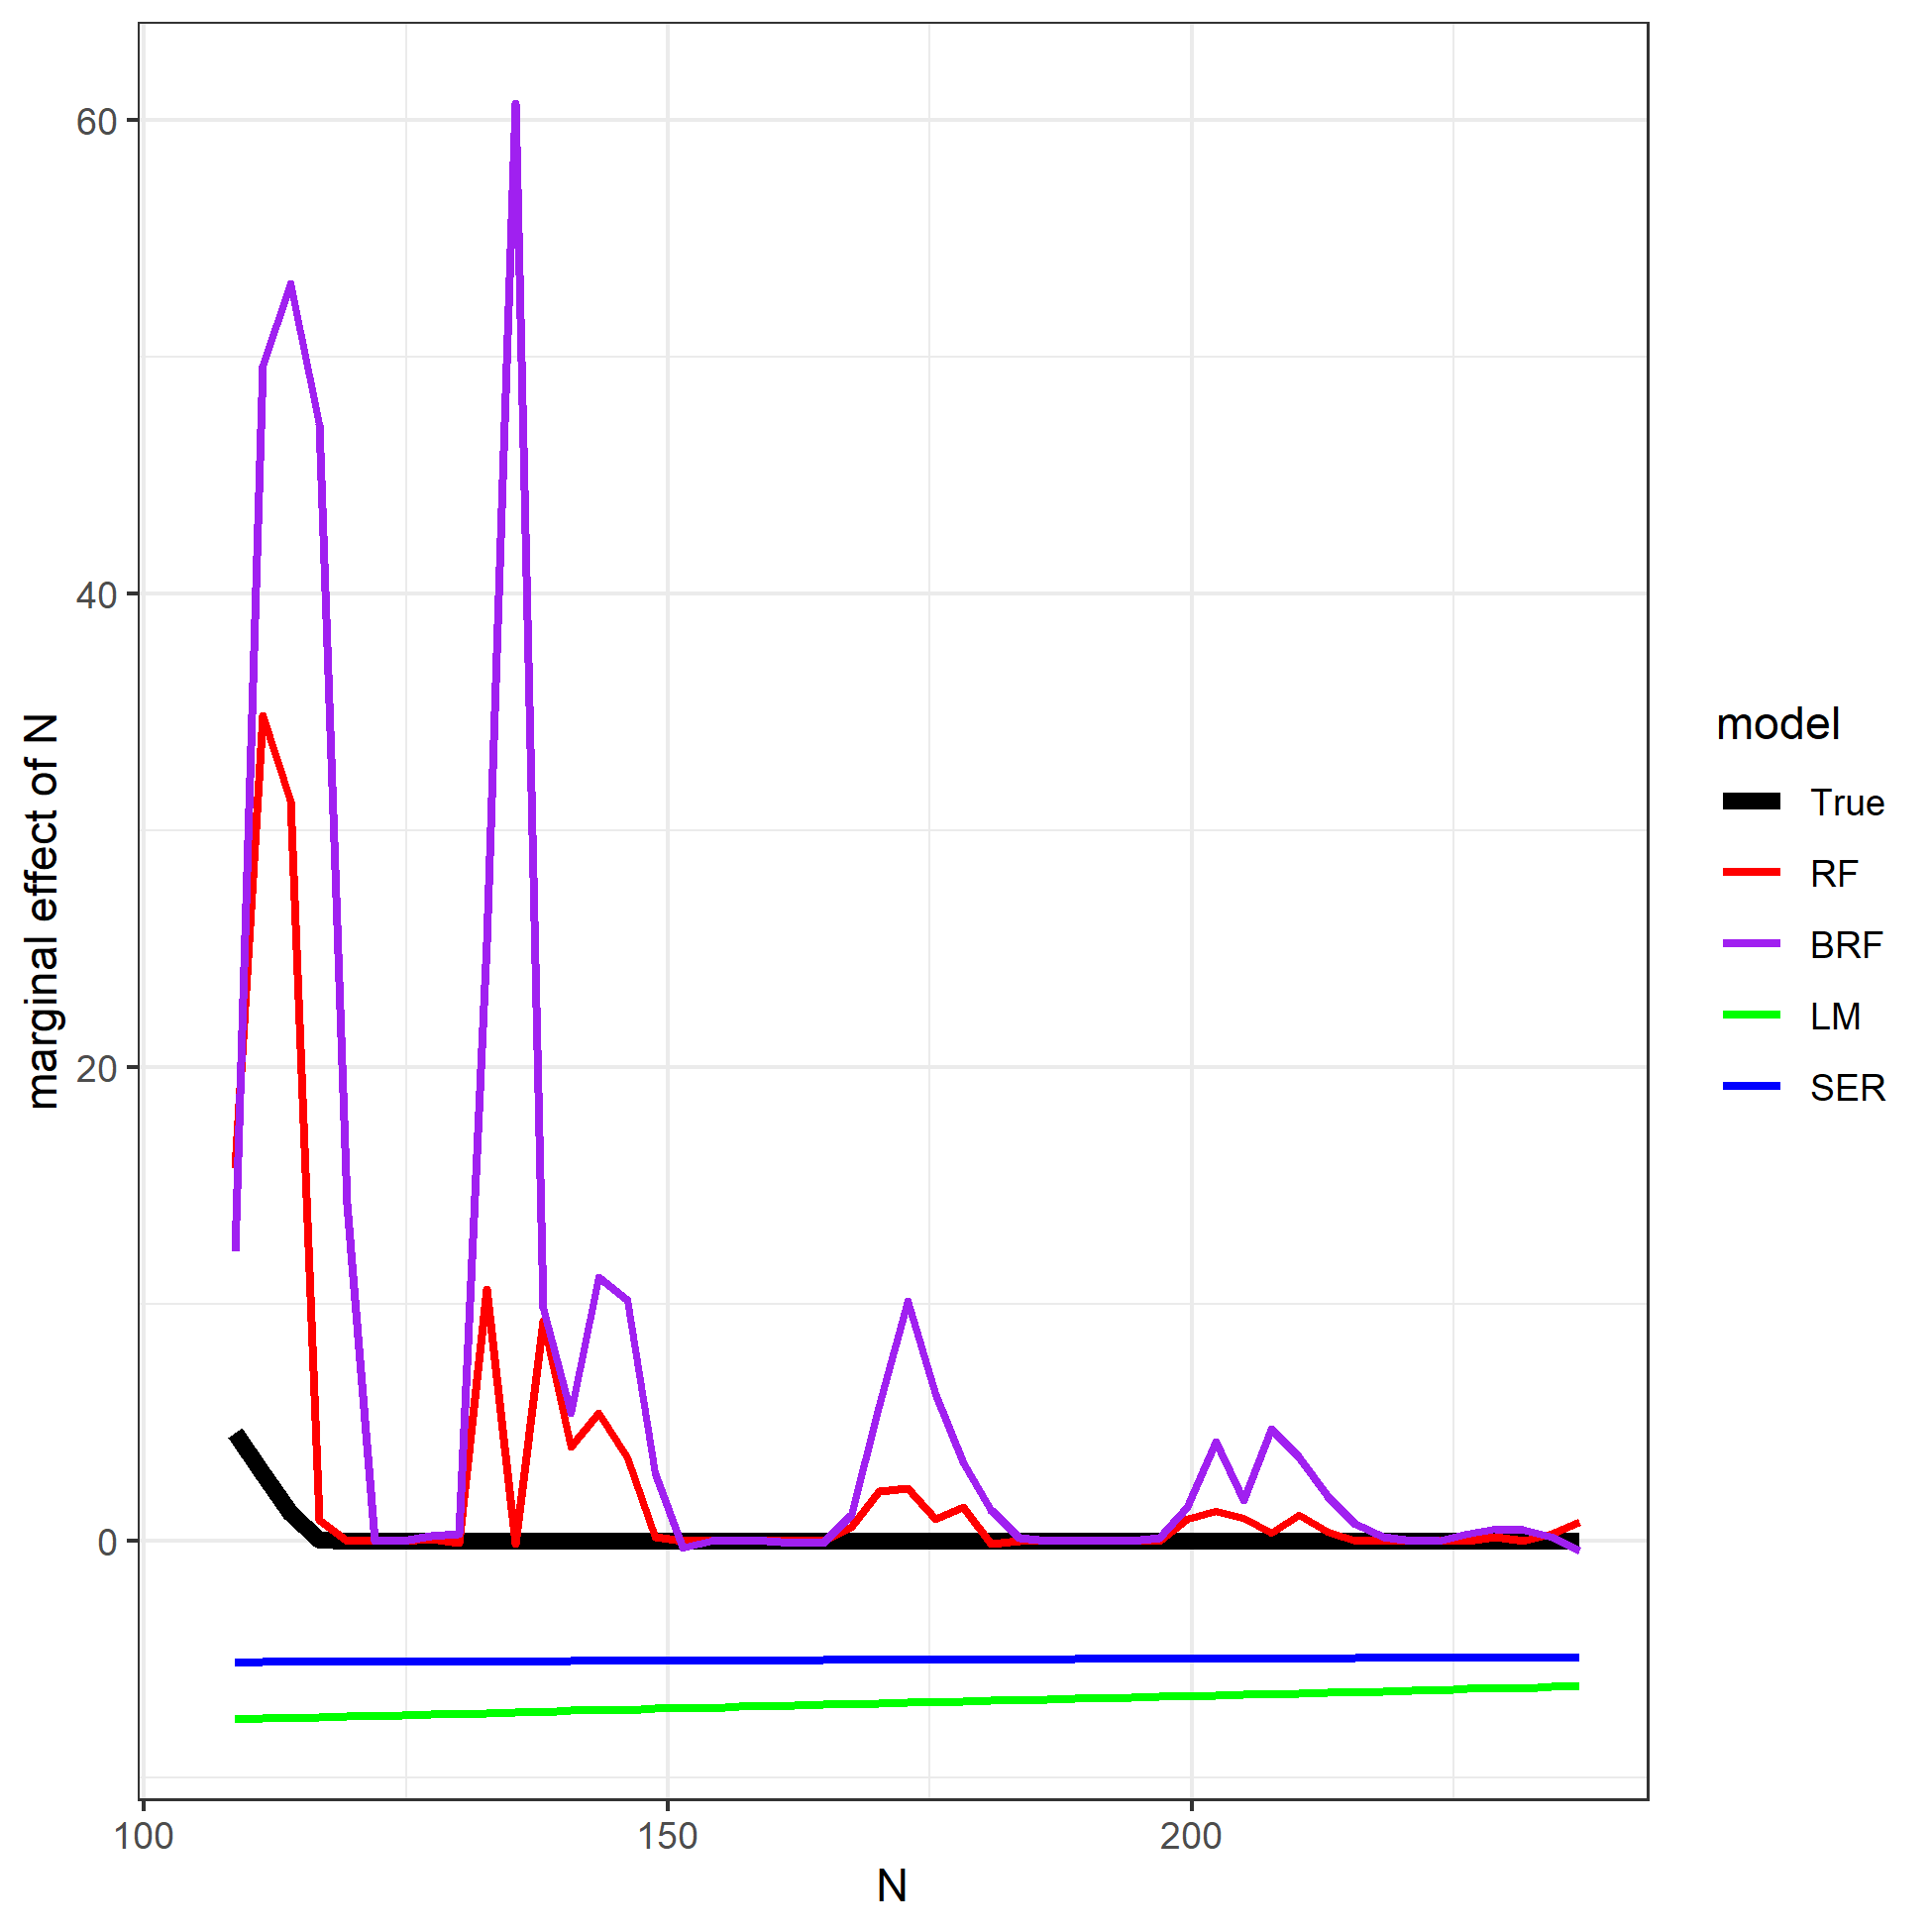 60
40
20
0
marginal effect of N
100
150
200
N
model
True
RF
BRF
LM
SER